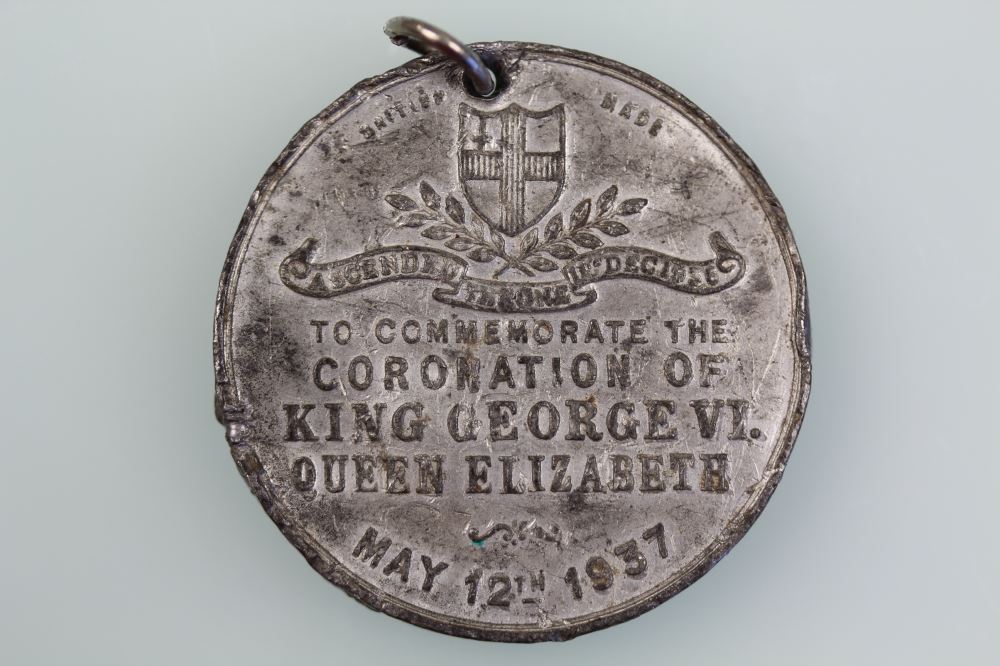 BRITISH MADE
ASCENDED THRONE 11TH DEC 1936
TO COMMEMORATE THE
CORONATION OF
KING GEORGE VI.
QUEEN ELIZABETH
MAY 12TH 1937